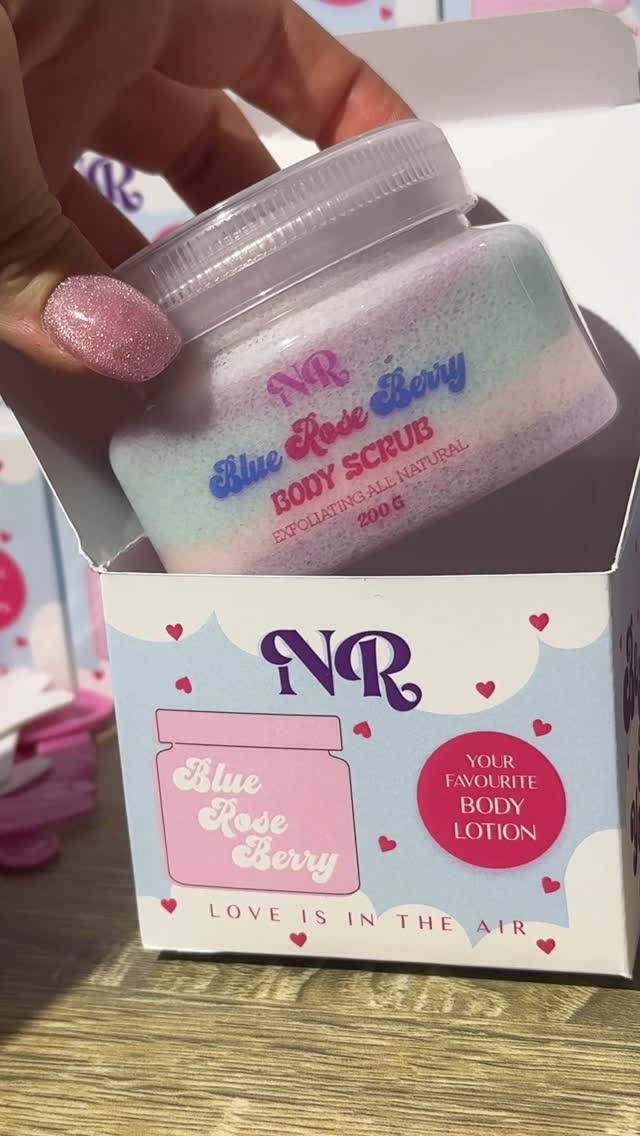 NR
NR
Blue Rose Berry
BODY SCRUB
EXFOLIATING ALL NATURAL
200 G
NR
Blue
Rose
Berry
YOUR
FAVOURITE
BODY
LOTION
LOVE IS IN THE AIR